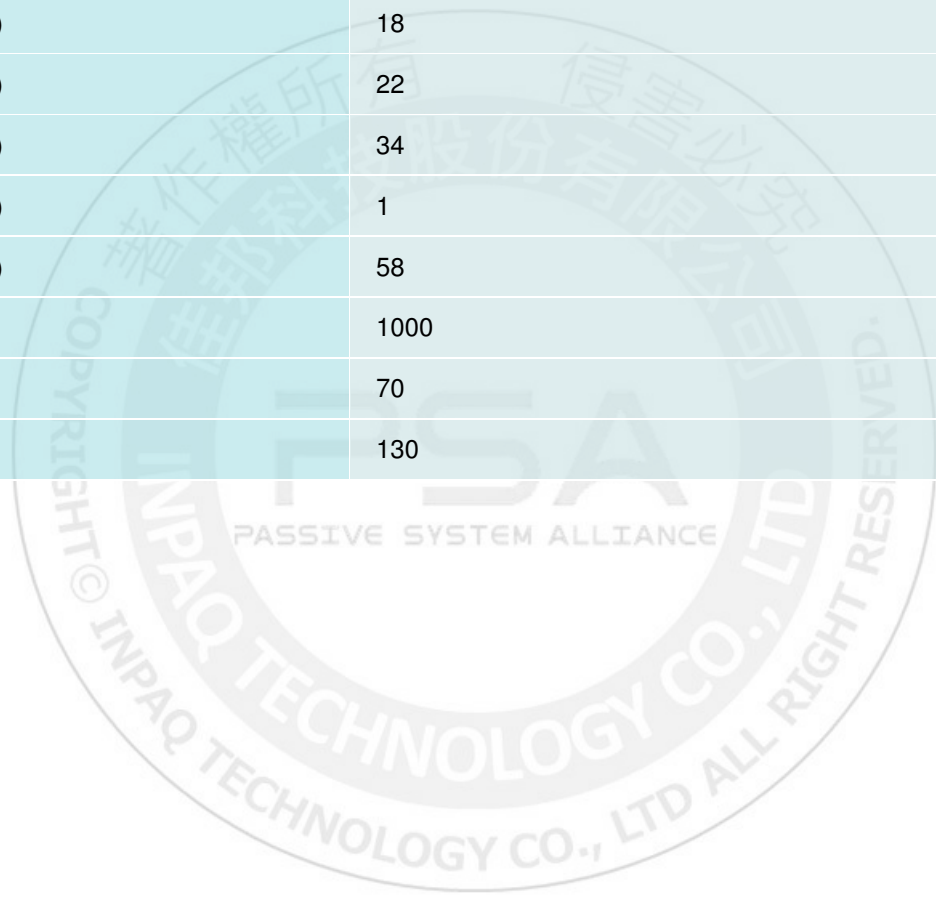 ) 18
) 22
) 34
) 1
) 58
1000
70
130
著作權所有 侵害必究
佳邦科技股份有限公司
PSA
PASSIVE SYSTEM ALLIANCE
INPAQ TECHNOLOGY CO., LTD
COPYRIGHT © INPAQ TECHNOLOGY CO., LTD ALL RIGHT RESERVED.